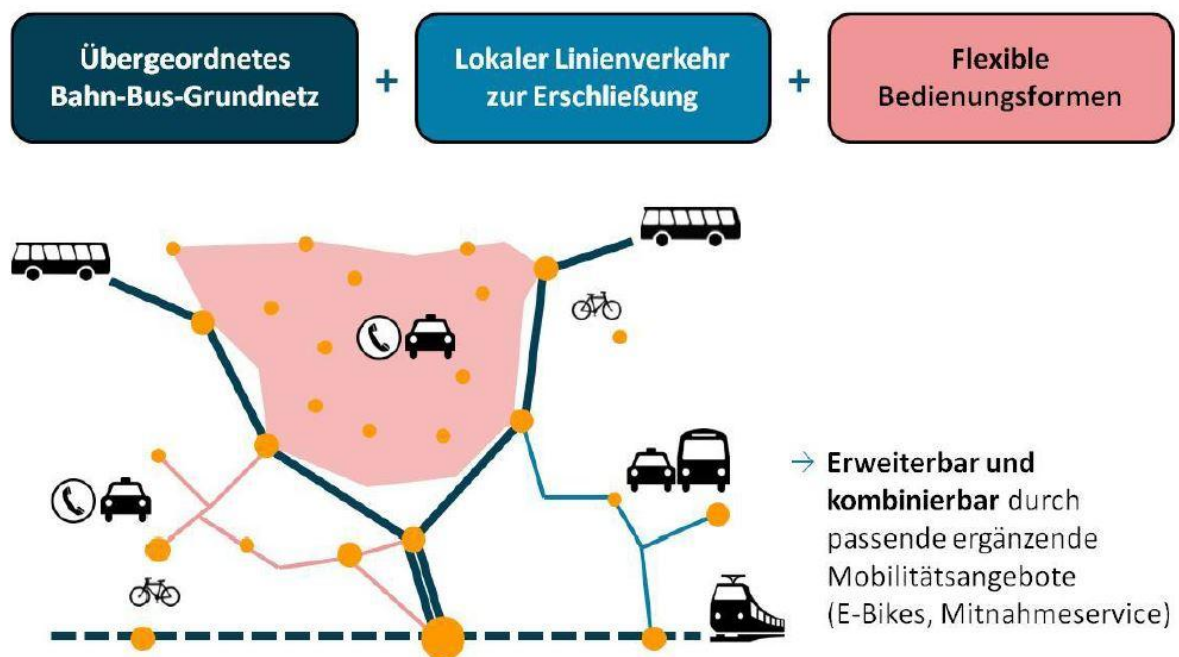 Übergeordnetes
Bahn-Bus-Grundnetz
+
Lokaler Linienverkehr
zur Erschließung
+
Flexible
Bedienungsformen
→ Erweiterbar und
kombinierbar durch
passende ergänzende
Mobilitätsangebote
(E-Bikes, Mitnahmeservice)